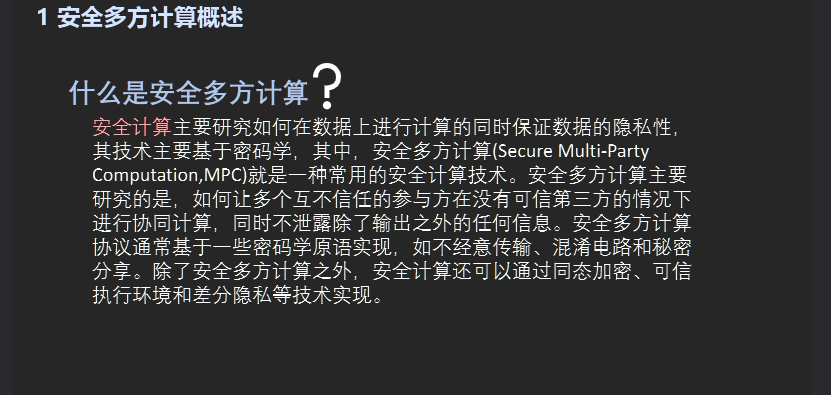 1 安全多方计算概述
什么是安全多方计算?
安全计算主要研究如何在数据上进行计算的同时保证数据的隐私性，
其技术主要基于密码学，其中，安全多方计算(Secure Multi-Party
Computation,MPC)就是一种常用的安全计算技术。安全多方计算主要
研究的是，如何让多个互不信任的参与方在没有可信第三方的情况下
进行协同计算，同时不泄露除了输出之外的任何信息。安全多方计算
协议通常基于一些密码学原语实现，如不经意传输、混淆电路和秘密
分享。除了安全多方计算之外，安全计算还可以通过同态加密、可信
执行环境和差分隐私等技术实现。